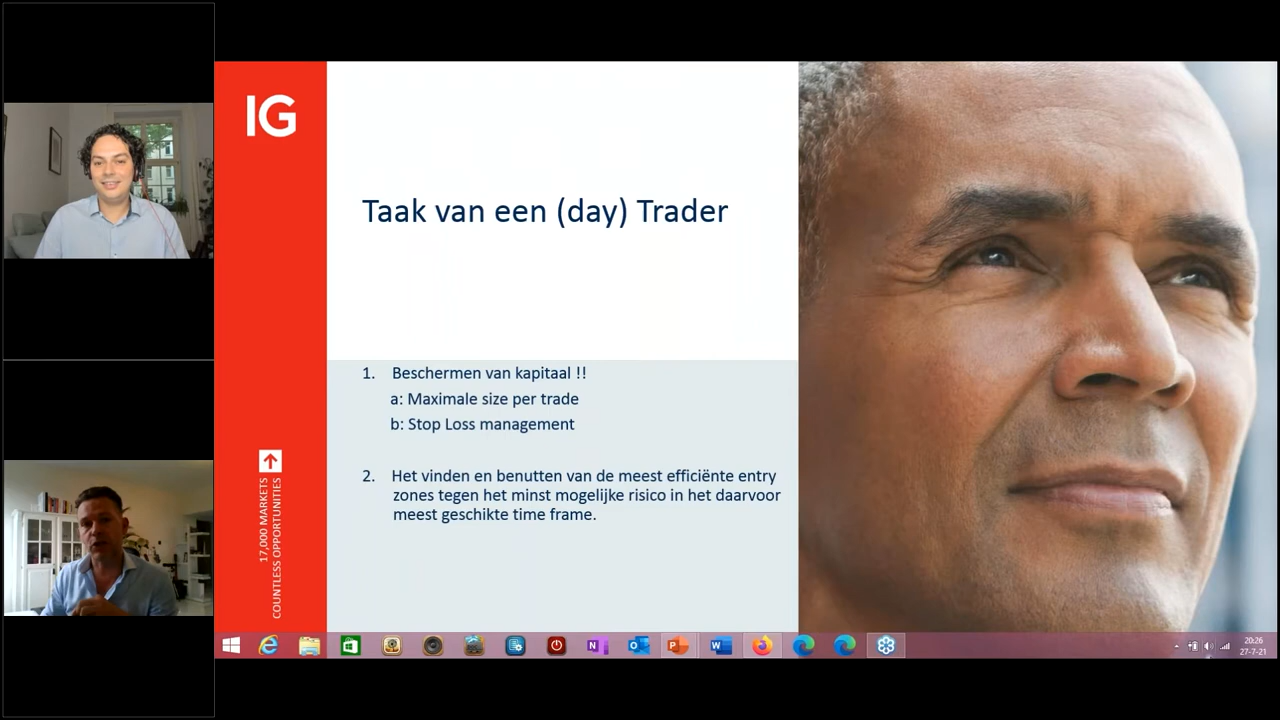 IG
Taak van een (day) Trader
1. Beschermen van kapitaal !!
a: Maximale size per trade
b: Stop Loss management
2. Het vinden en benutten van de meest efficiënte entry
zones tegen het minst mogelijke risico in het daarvoor
meest geschikte time frame.
17,000 MARKETS
COUNTLESS OPPORTUNITIES
20:26
27-7-21